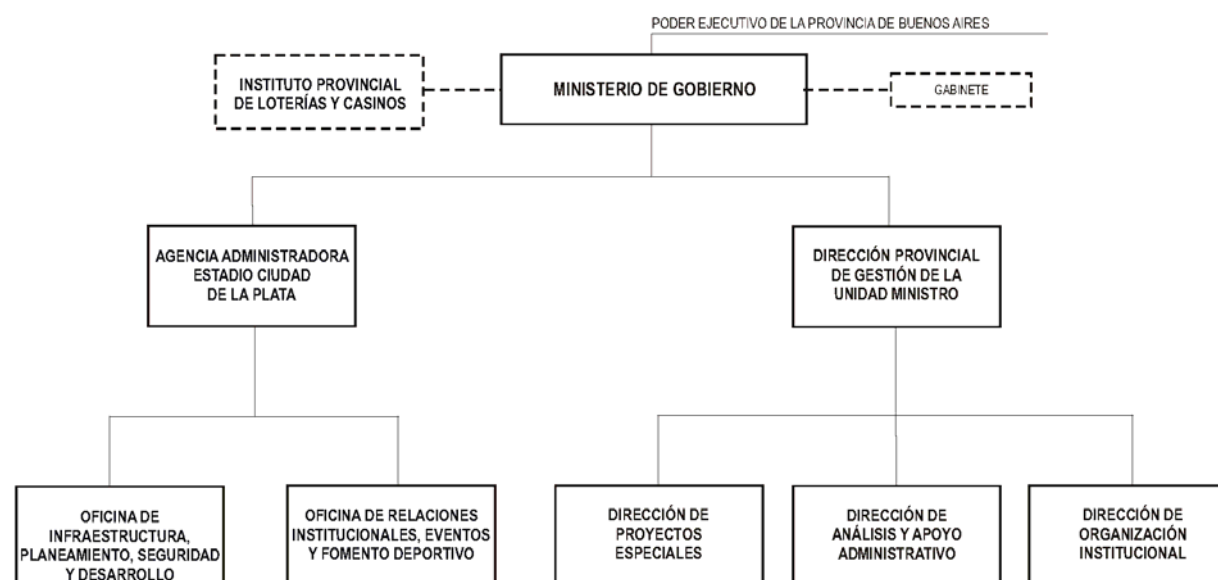 PODER EJECUTIVO DE LA PROVINCIA DE BUENOS AIRES
INSTITUTO PROVINCIAL
DE LOTERÍAS Y CASINOS
MINISTERIO DE GOBIERNO
GABINETE
AGENCIA ADMINISTRADORA
ESTADIO CIUDAD
DE LA PLATA
DIRECCIÓN PROVINCIAL
DE GESTIÓN DE LA
UNIDAD MINISTRO
OFICINA DE
INFRAESTRUCTURA,
PLANEAMIENTO, SEGURIDAD
Y DESARROLLO
OFICINA DE RELACIONES
INSTITUCIONALES, EVENTOS
Y FOMENTO DEPORTIVO
DIRECCIÓN DE
PROYECTOS
ESPECIALES
DIRECCIÓN DE
ANÁLISIS Y APOYO
ADMINISTRATIVO
DIRECCIÓN DE
ORGANIZACIÓN
INSTITUCIONAL